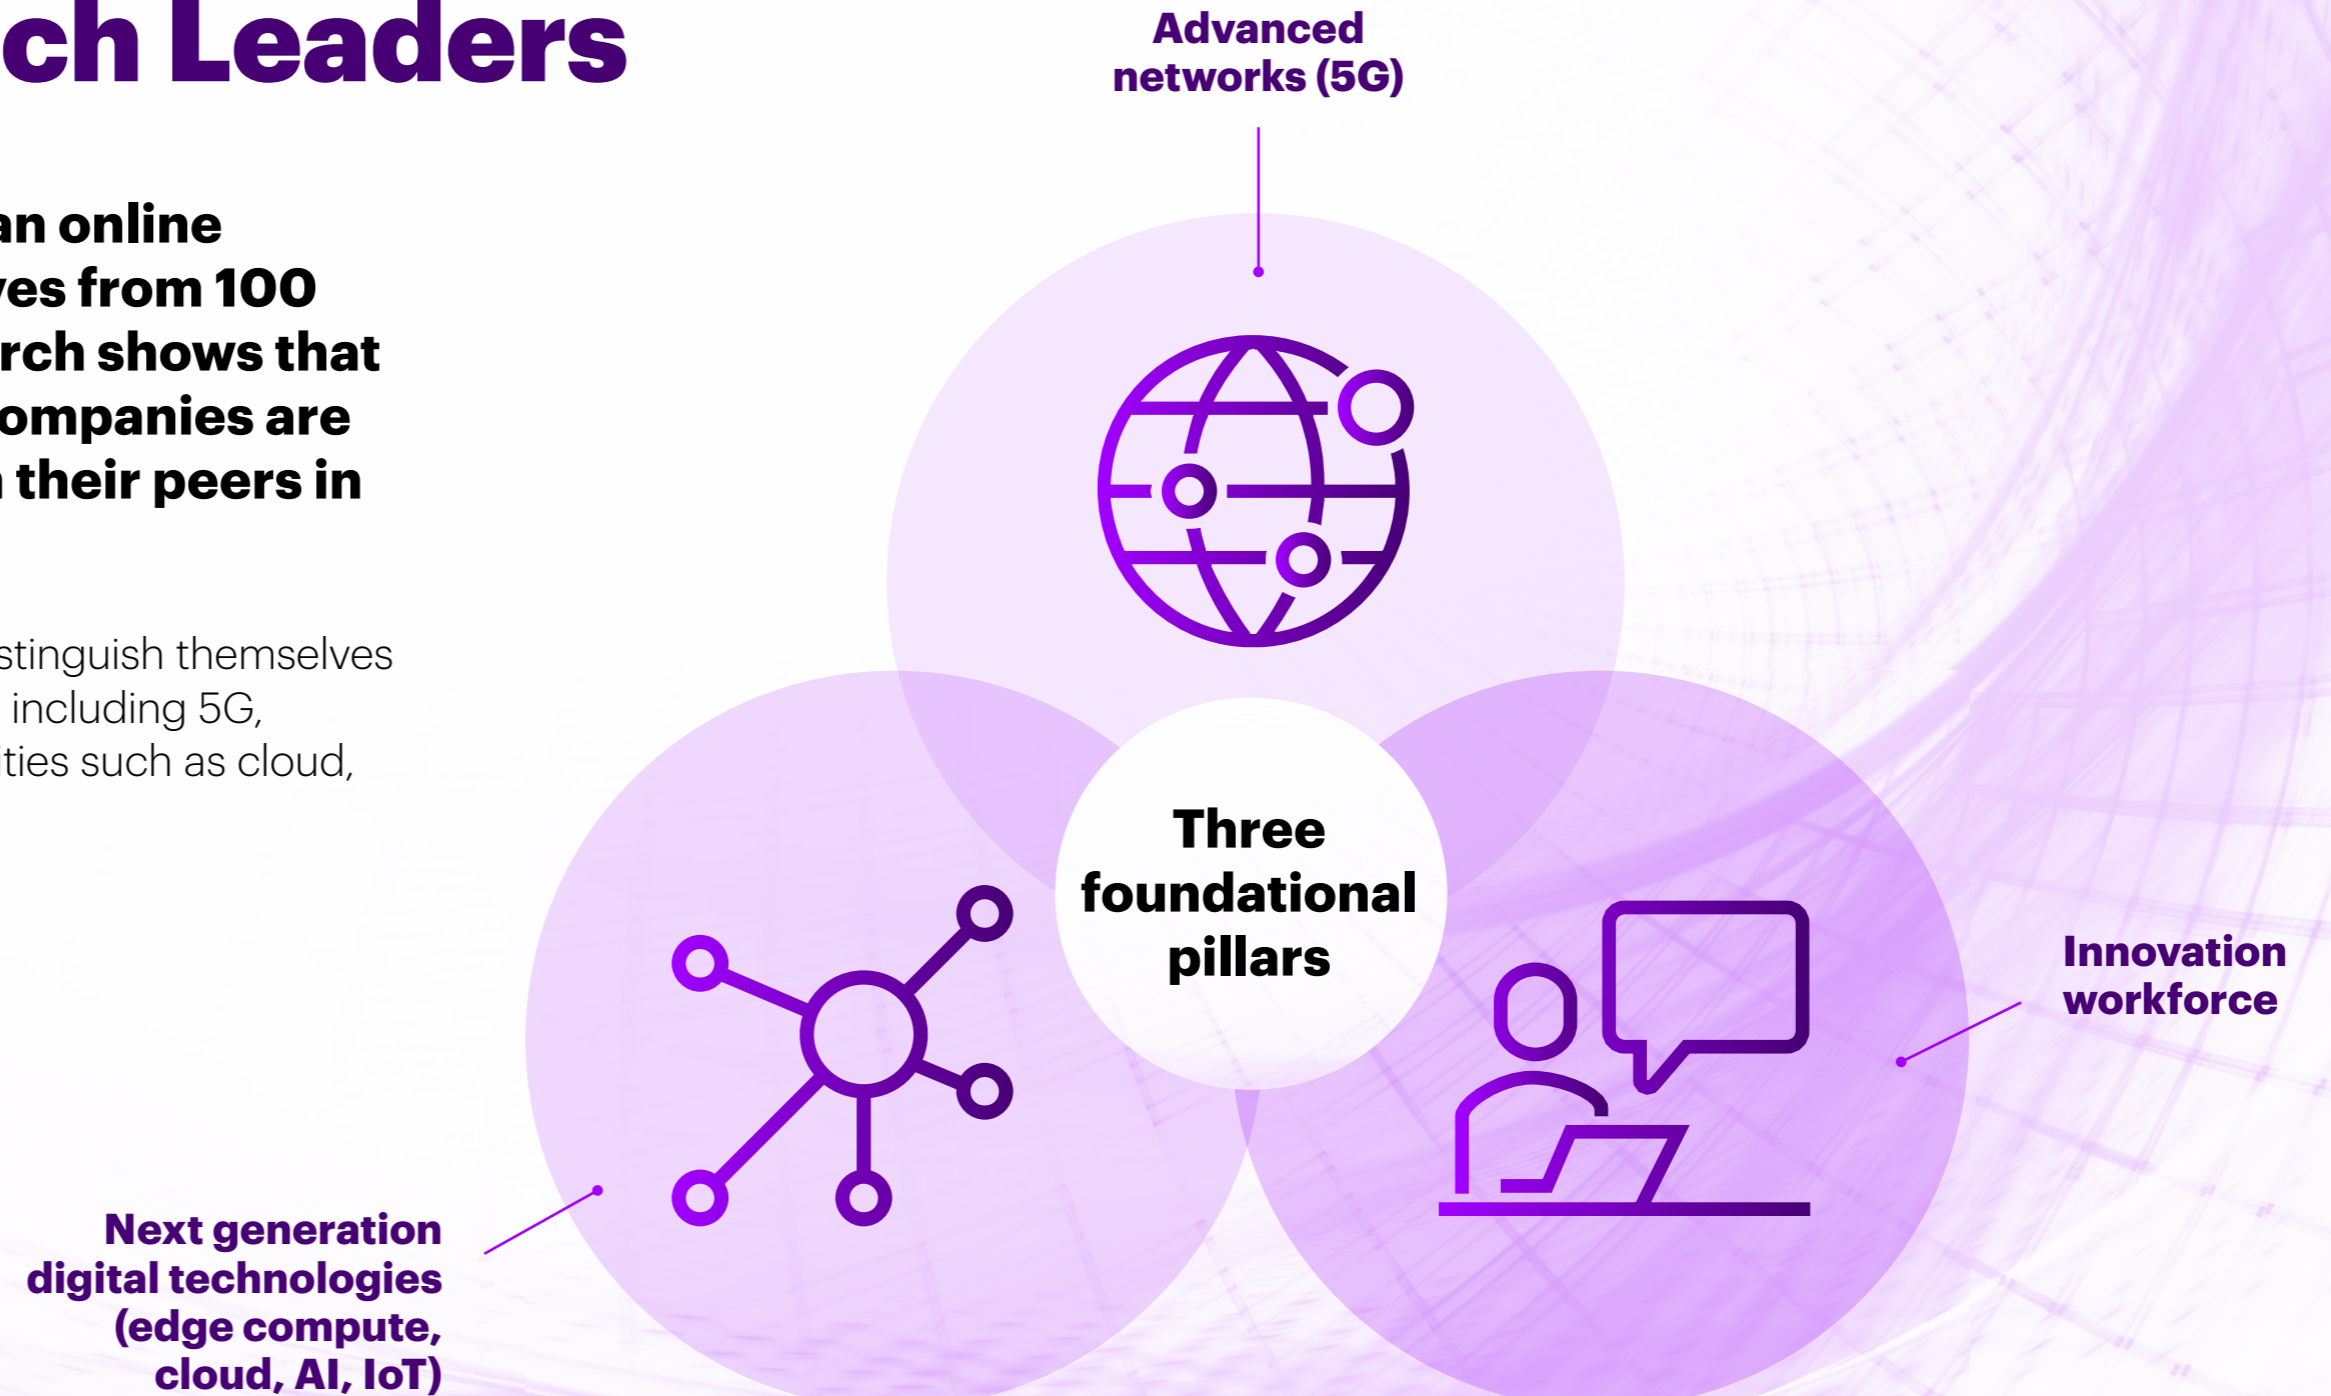 ch Leaders
an online
ves from 100
rch shows that
ompanies are
their peers in
stinguish themselves
including 5G,
ities such as cloud,
Advanced
networks (5G)
Three
foundational
pillars
Innovation
workforce
Next generation
digital technologies
(edge compute,
cloud, AI, IoT)